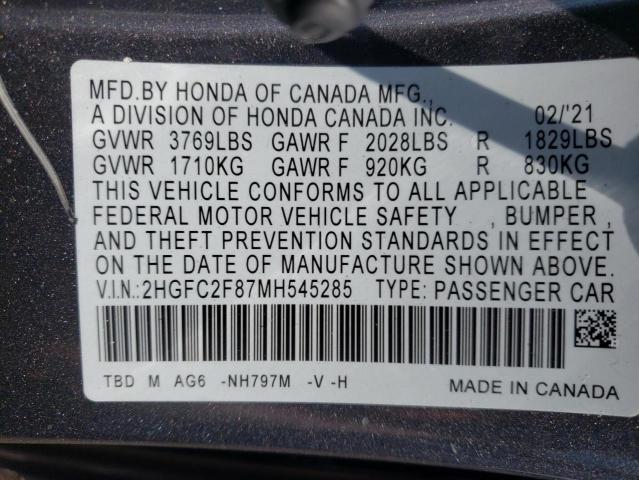 MFD.BY HONDA OF CANADA MFG.,
A DIVISION OF HONDA CANADA INC. 02/'21
GVWR 3769LBS GAWR F 2028LBS R 1829LBS
GVWR 1710KG GAWR F 920KG R 830KG
THIS VEHICLE CONFORMS TO ALL APPLICABLE
FEDERAL MOTOR VEHICLE SAFETY , BUMPER ,
AND THEFT PREVENTION STANDARDS IN EFFECT
ON THE DATE OF MANUFACTURE SHOWN ABOVE.
V.I.N.:2HGFC2F87MH545285 TYPE: PASSENGER CAR
TBD M AG6 -NH797M -V -H MADE IN CANADA